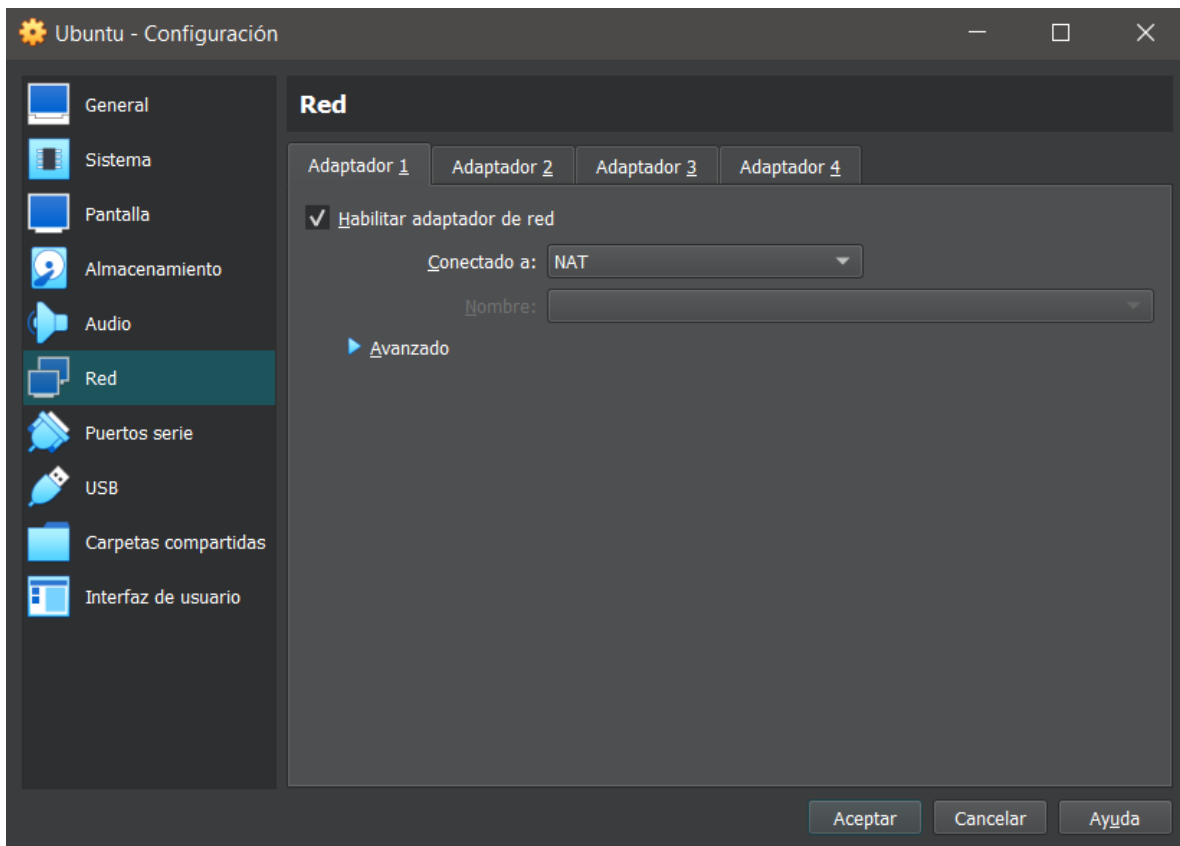 Ubuntu - Configuración
General
Sistema
Pantalla
Almacenamiento
Audio
Red
Puertos serie
USB
Carpetas compartidas
Interfaz de usuario
Red
Adaptador 1 Adaptador 2 Adaptador 3 Adaptador 4
Habilitar adaptador de red
Conectado a: NAT
Nombre:
Avanzado
Aceptar Cancelar Ayuda